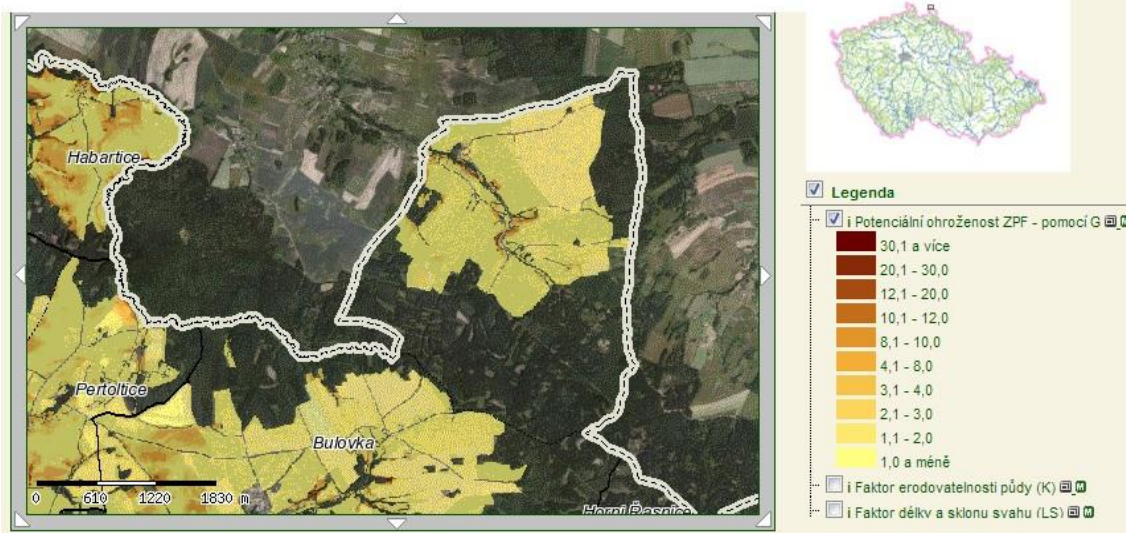 Habartice
Pertoltice
Bulovka
Horní Řasnice
0 610 1220 1830 m
Legenda
i Potenciální ohroženost ZPF - pomocí G
30,1 a více
20,1 - 30,0
12,1 - 20,0
10,1 - 12,0
8,1 - 10,0
4,1 - 8,0
3,1 - 4,0
2,1 - 3,0
1,1 - 2,0
1,0 a méně
i Faktor erodovatelnosti půdy (K) M
i Faktor délky a sklonu svahu (LS) M